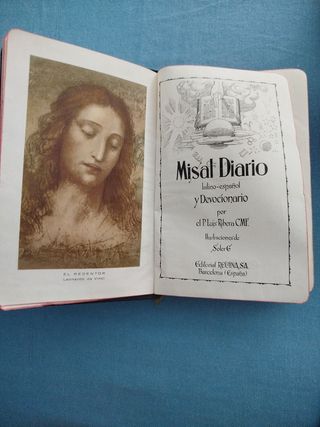 EL REDENTOR
Leonardo da Vinci
Misal Diario
latino-español
y Devocionario
por
el P. Luis Ribera C.M.F.
Ilustraciones de
Soler G
Editorial REGINA, S.A.
Barcelona (España)